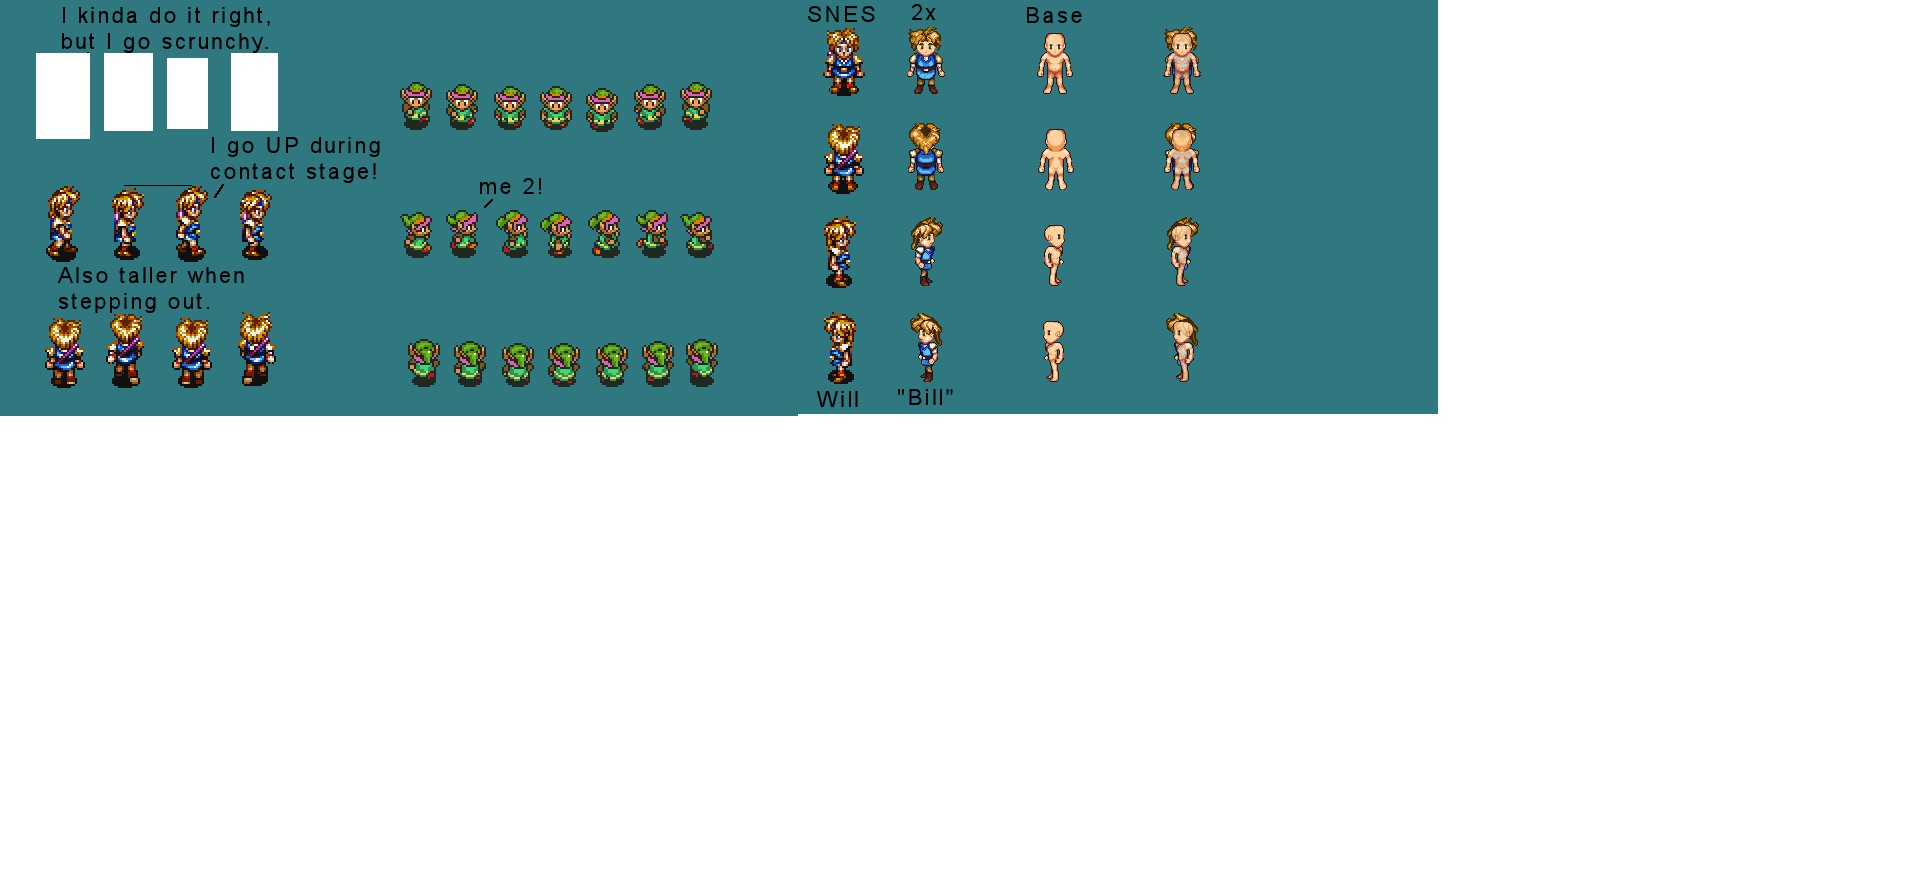 I kinda do it right,
but I go scrunchy.
I go UP during
contact stage!
Also taller when
stepping out.
me 2!
SNES
2x
Base
Will
"Bill"